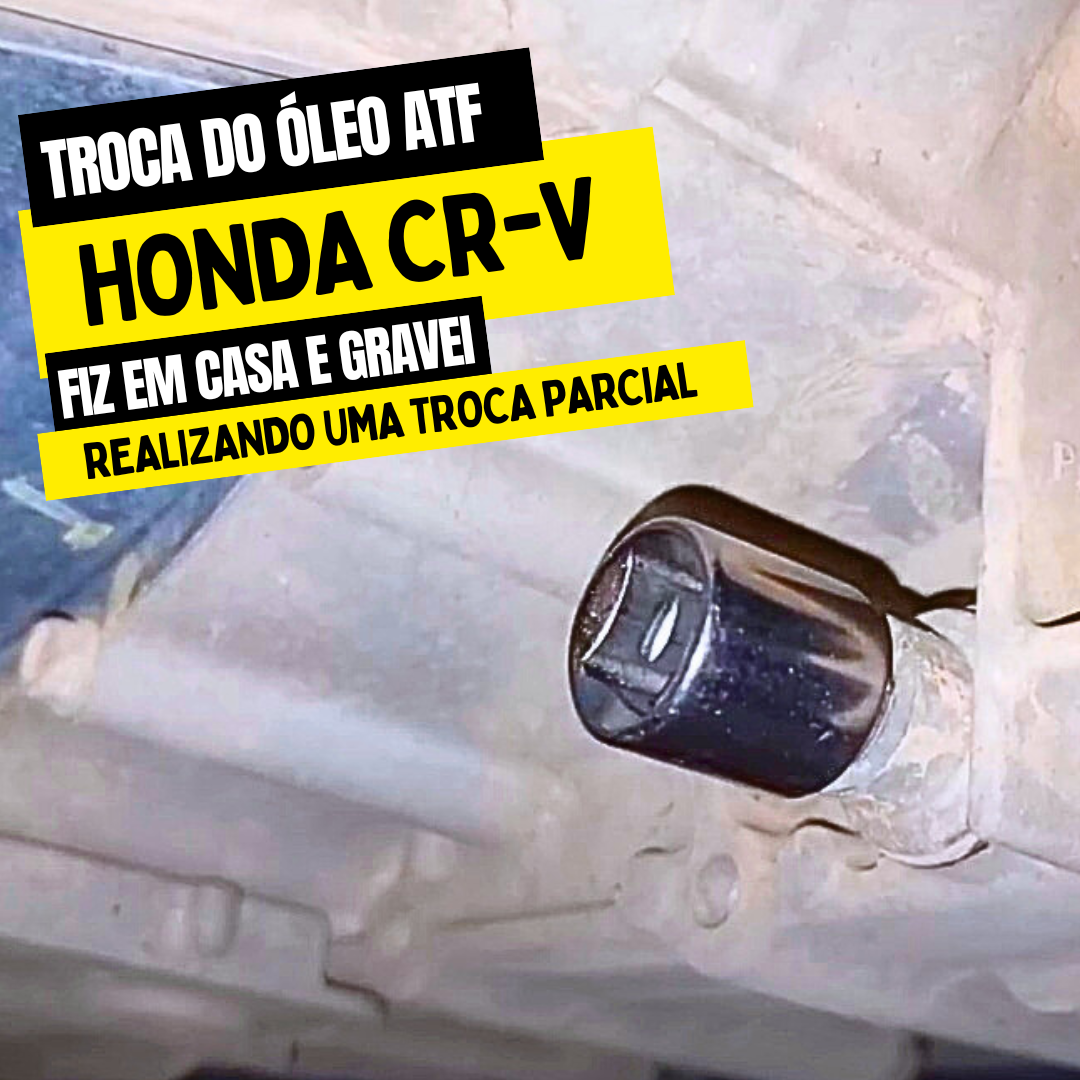 TROCA DO ÓLEO ATF
HONDA CR-V
FIZ EM CASA E GRAVEI
REALIZANDO UMA TROCA PARCIAL
P